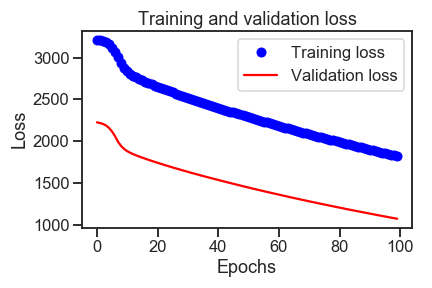 Training and validation loss
Training loss
Validation loss
Loss
3000
2500
2000
1500
1000
0 20 40 60 80 100
Epochs